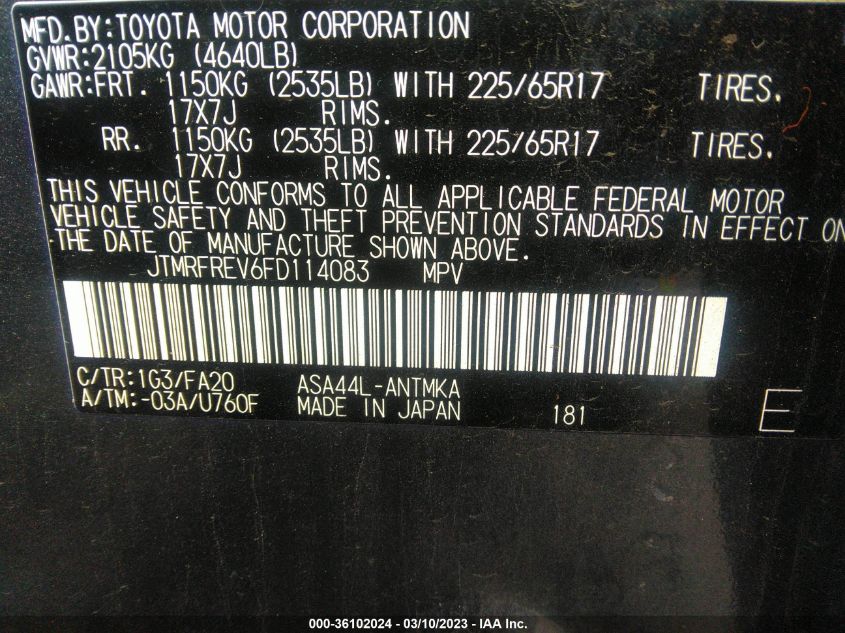 MFD.BY:TOYOTA MOTOR CORPORATION
GVWR:2105KG (4640LB)
GAWR:FRT. 1150KG (2535LB) WITH 225/65R17 TIRES.
17X7J RIMS.
RR. 1150KG (2535LB) WITH 225/65R17 TIRES.
17X7J RIMS.
THIS VEHICLE CONFORMS TO ALL APPLICABLE FEDERAL MOTOR
VEHICLE SAFETY AND THEFT PREVENTION STANDARDS IN EFFECT ON
THE DATE OF MANUFACTURE SHOWN ABOVE.
JTMRFREV6FD114083 MPV
C/TR:1G3/FA20 ASA44L-ANTMKA
A/TM:-03A/U760F MADE IN JAPAN 181 E
000-36102024 - 03/10/2023 - IAA Inc.